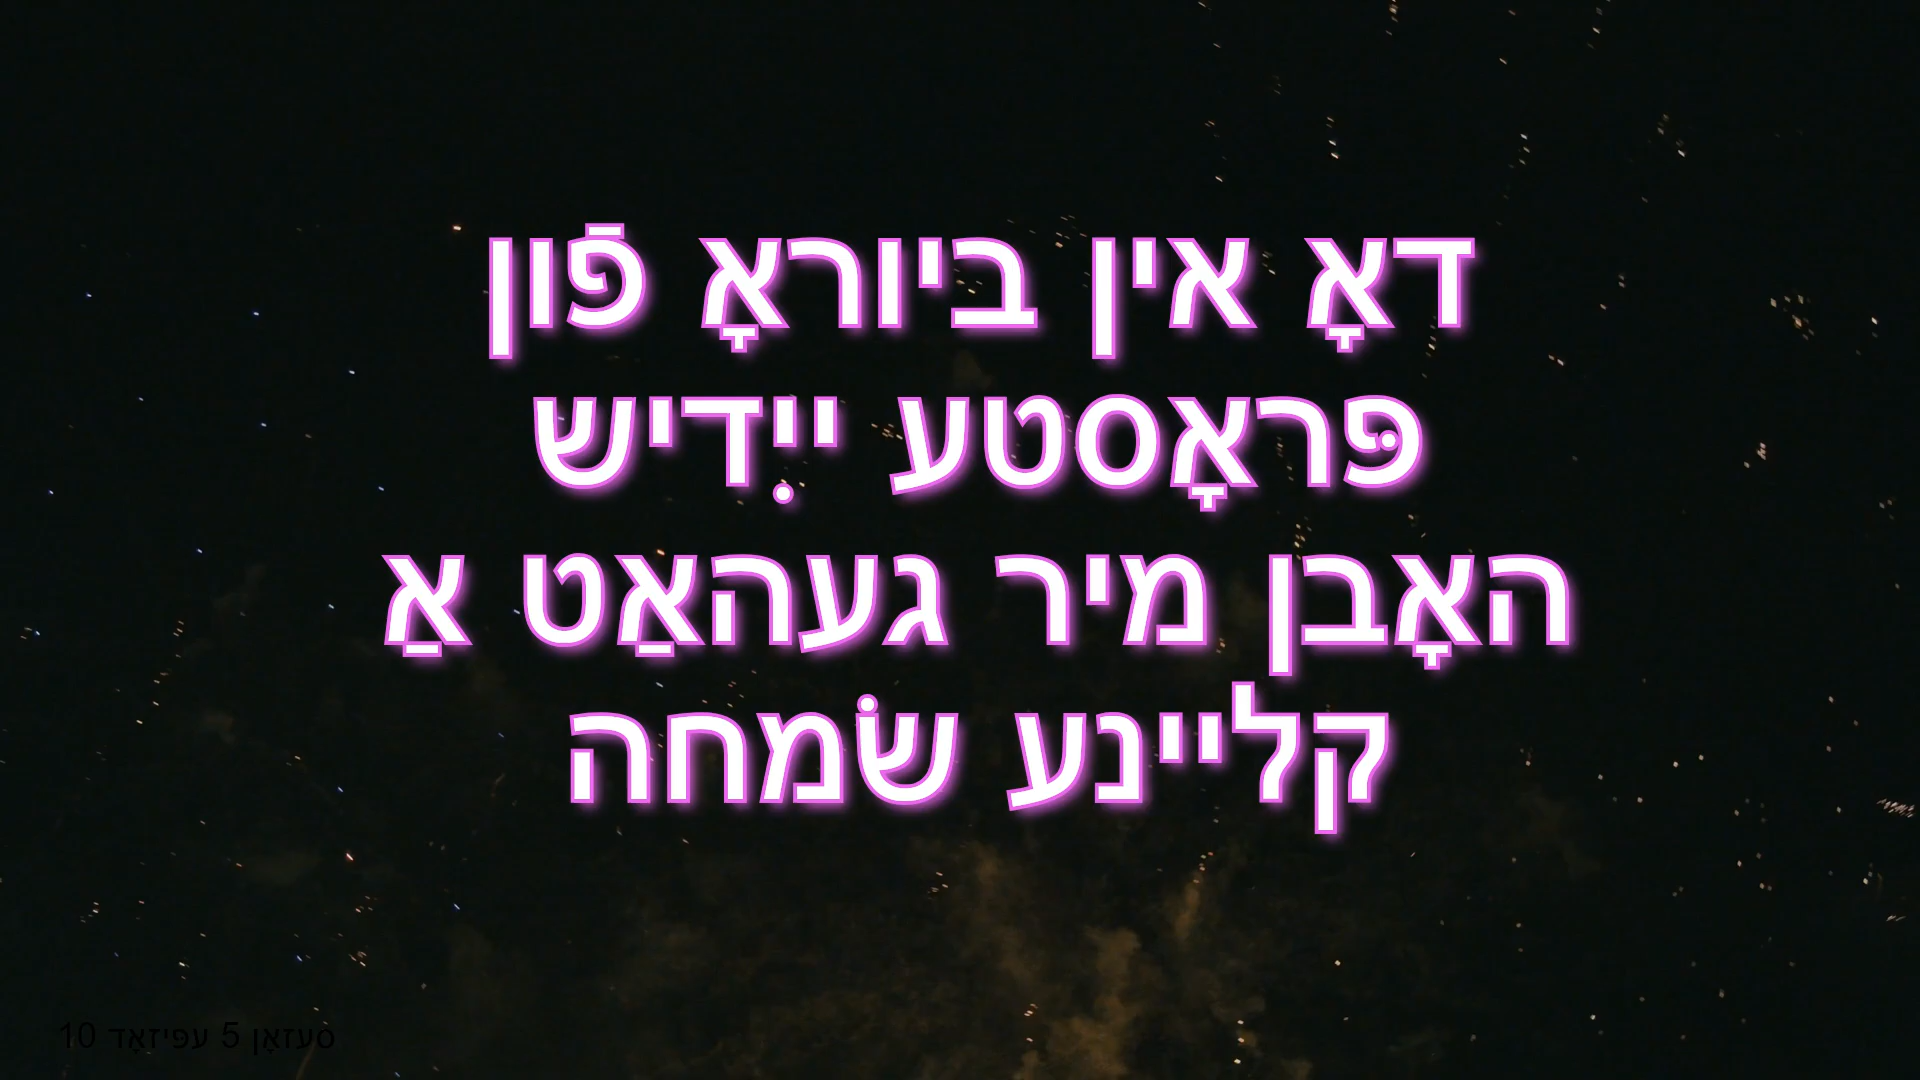 דאָ אין ביוראָ פֿון
פּראָסטע ייִדיש
האָבן מיר געהאַט אַ
קליינע שׂמחה
סעזאָן 5 עפּיזאָד 10